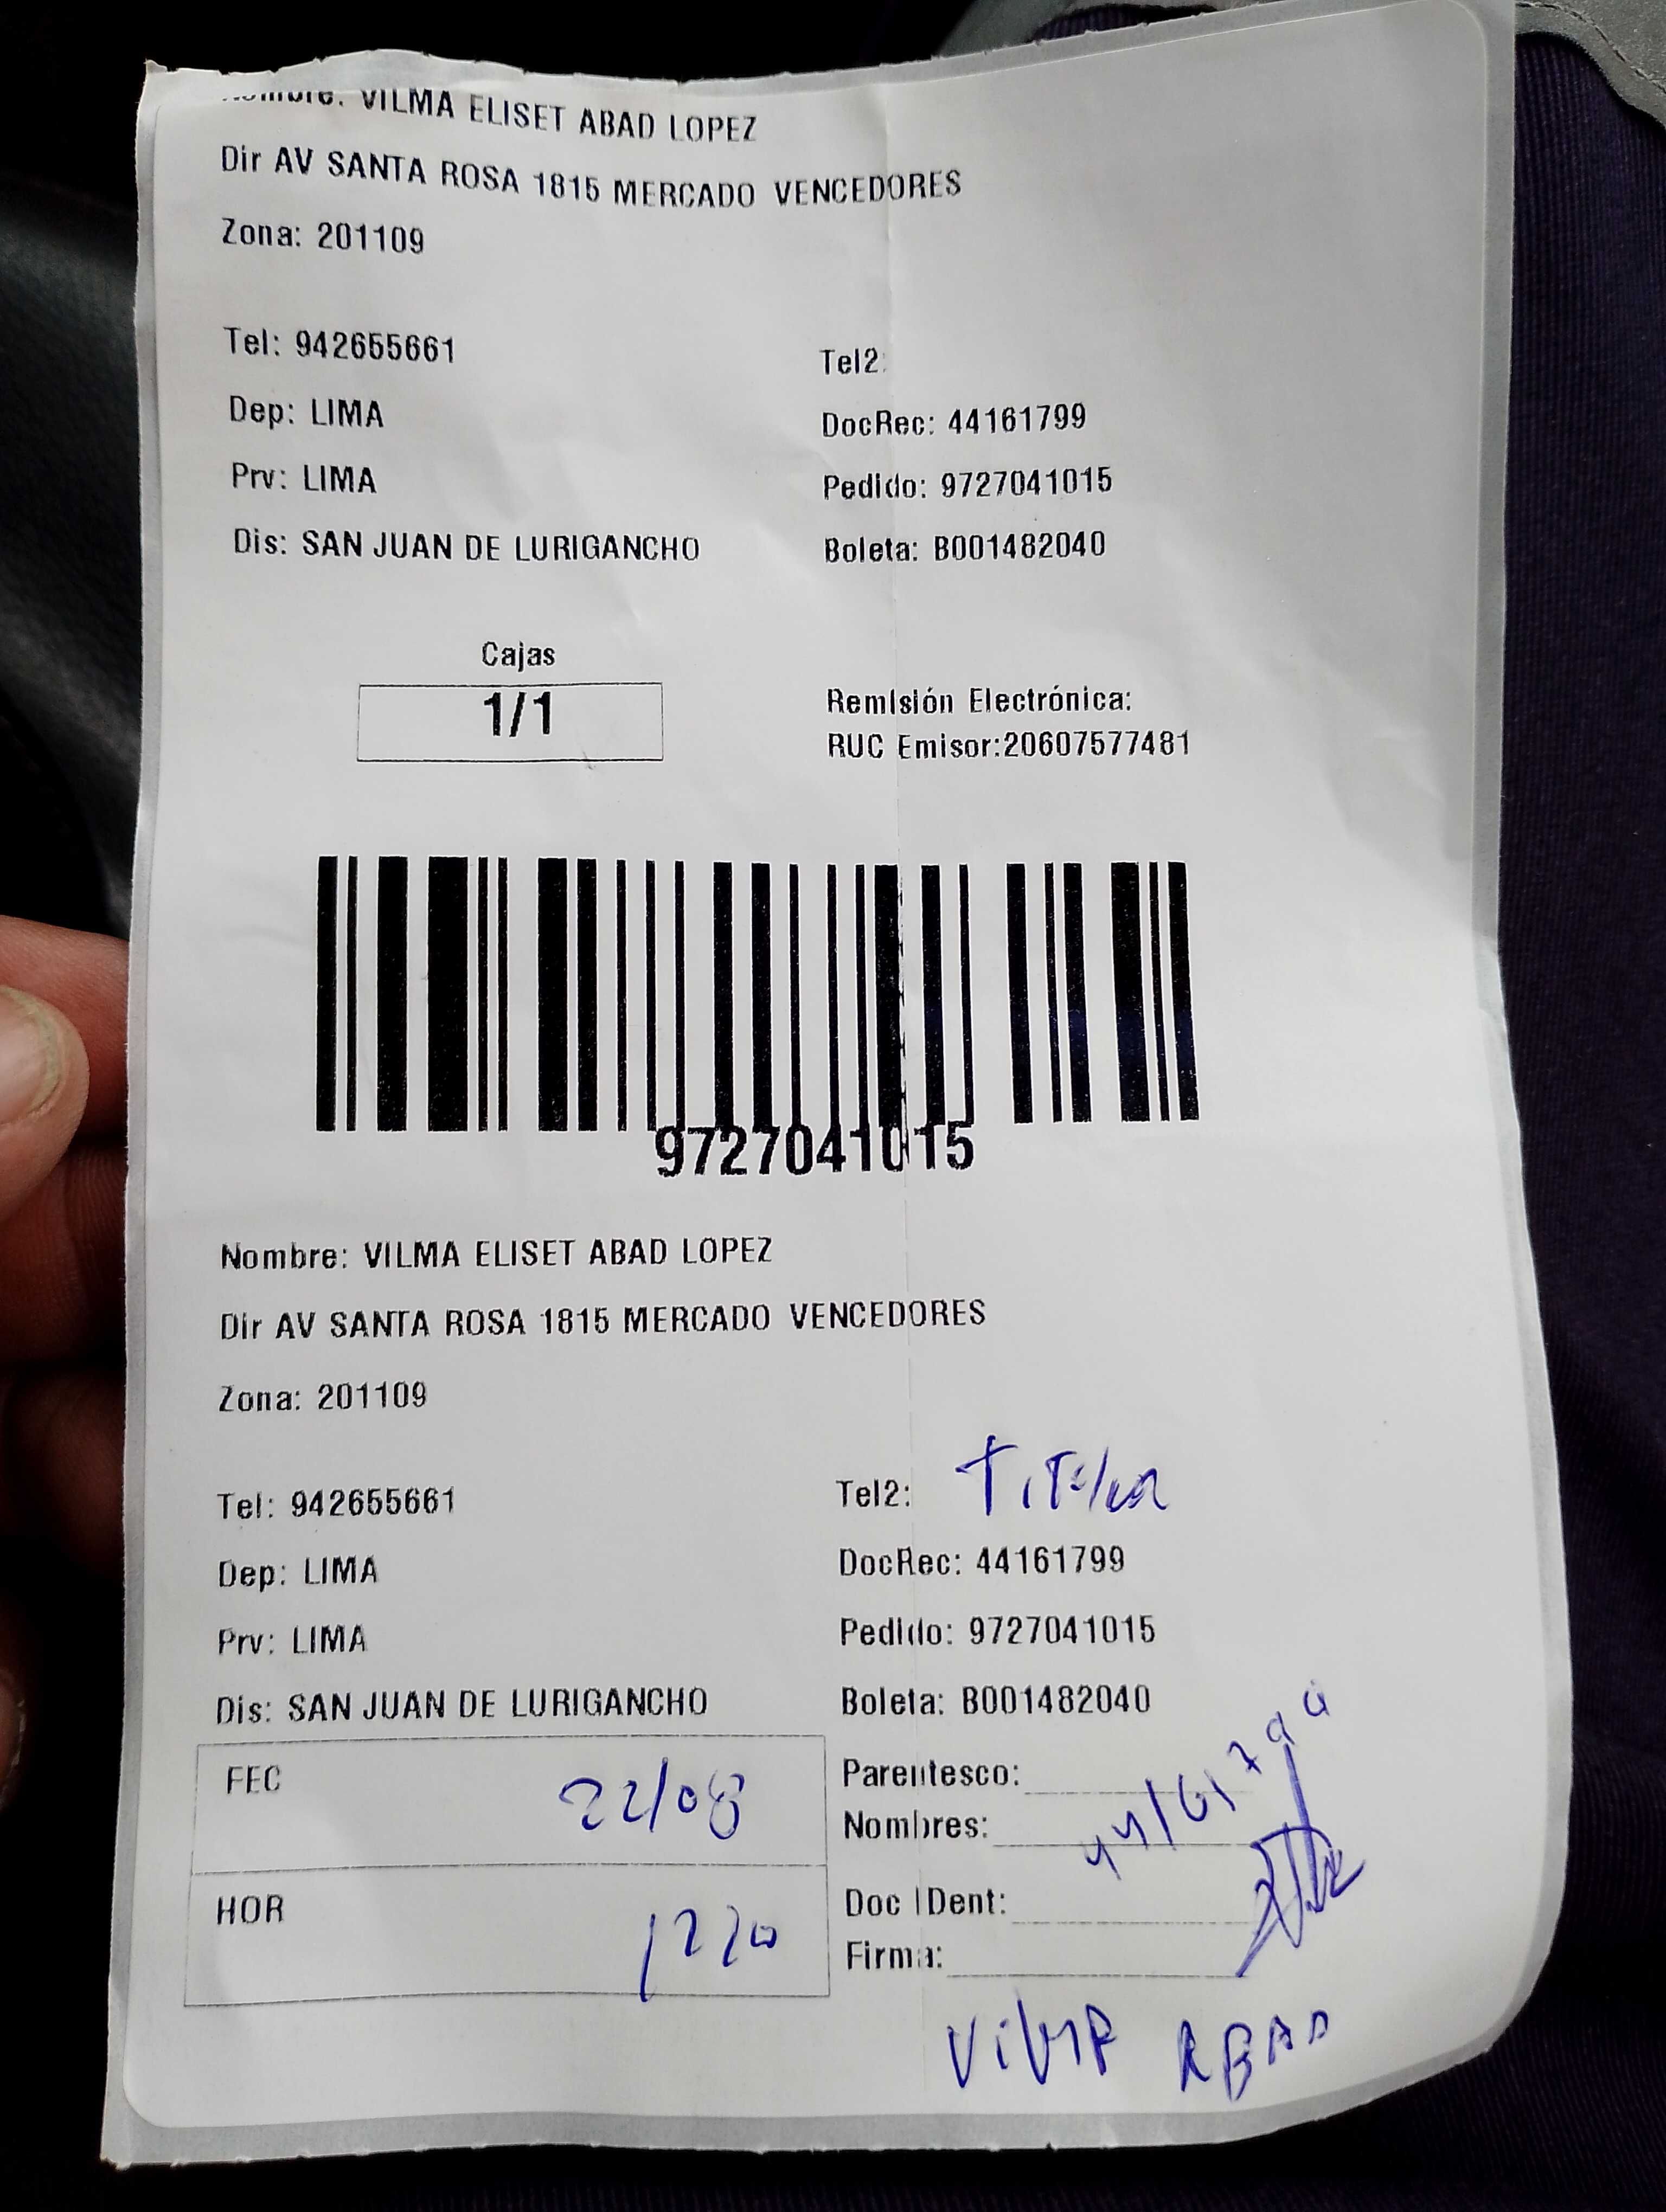 Nombre: VILMA ELISET ABAD LOPEZ
Dir AV SANTA ROSA 1815 MERCADO VENCEDORES
Zona: 201109
Tel: 942655661
Tel2:
Dep: LIMA
DocRec: 44161799
Prv: LIMA
Pedido: 9727041015
Dis: SAN JUAN DE LURIGANCHO
Boleta: B001482040
Cajas
1/1
Remisión Electrónica:
RUC Emisor:20607577481
9727041015
Nombre: VILMA ELISET ABAD LOPEZ
Dir AV SANTA ROSA 1815 MERCADO VENCEDORES
Zona: 201109
Tel: 942655661
Tel2:
Dep: LIMA
DocRec: 44161799
Prv: LIMA
Pedido: 9727041015
Dis: SAN JUAN DE LURIGANCHO
Boleta: B001482040
FEC 22/08
Parentesco:
Nombres:
44161799
HOR
Doc IDent:
Firma:
VilMA ABAD